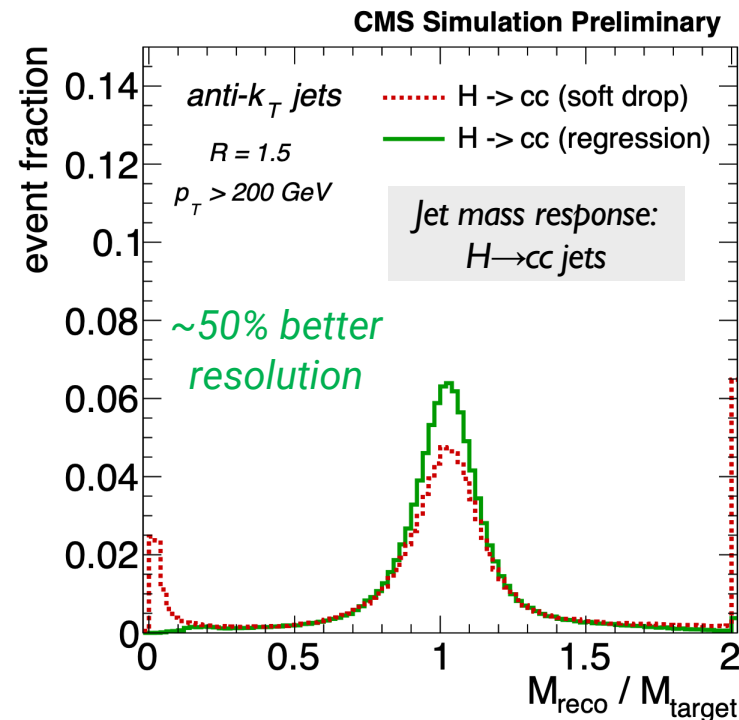 CMS Simulation Preliminary
event fraction
0.14
0.12
0.1
0.08
0.06
0.04
0.02
0
anti-k_T jets
R = 1.5
p_T > 200 GeV
H -> cc (soft drop)
H -> cc (regression)
Jet mass response:
H→cc jets
~50% better
resolution
0 0.5 1 1.5 2
M_reco / M_target